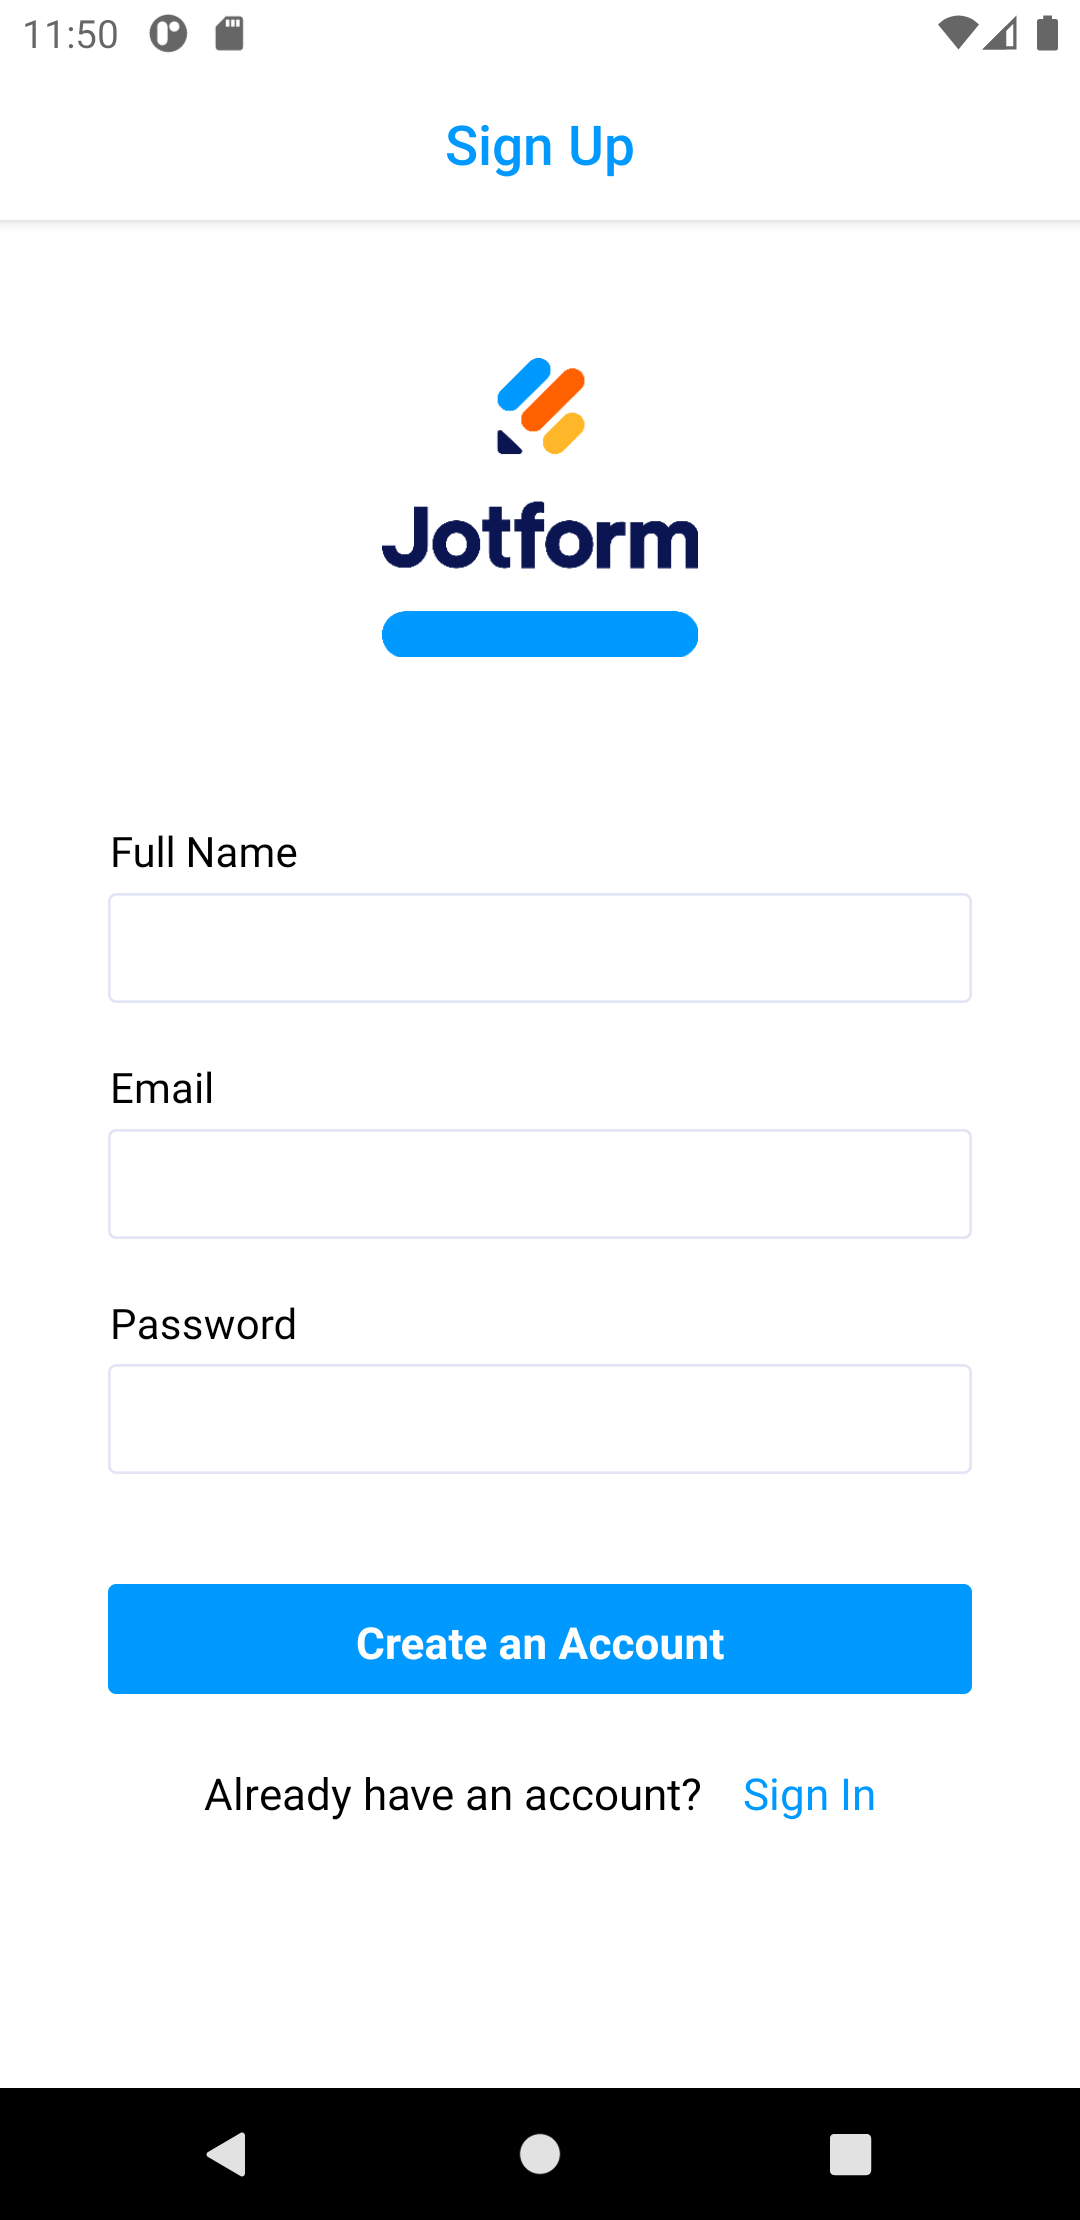 11:50
Sign Up
Jotform
Full Name
Email
Password
Create an Account
Already have an account? Sign In